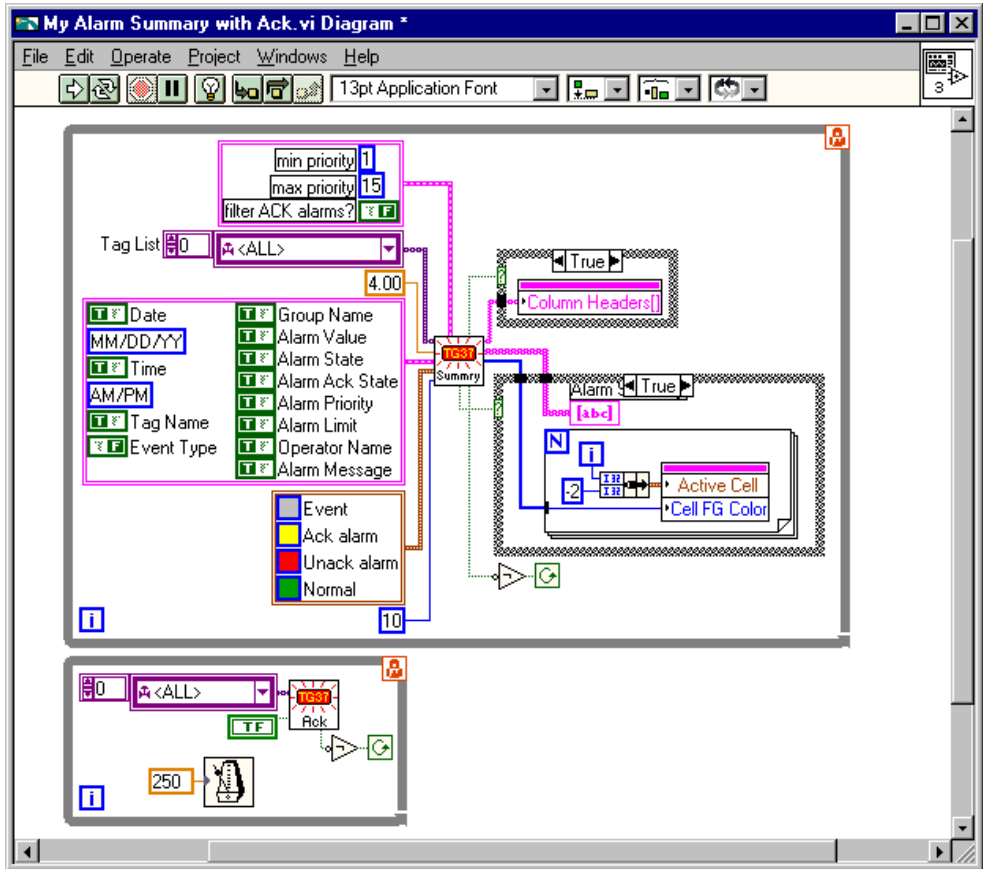 My Alarm Summary with Ack.vi Diagram *
File Edit Operate Project Windows Help
13pt Application Font
3
min priority 1
max priority 15
filter ACK alarms? F
Tag List 0 <ALL>
True
4.00
Column Headers[]
T Date
MM/DD/YY
T Time
AM/PM
T Tag Name
F Event Type
T Group Name
T Alarm Value
T Alarm State
T Alarm Ack State
T Alarm Priority
T Alarm Limit
T Operator Name
T Alarm Message
TG37
Summry
Alarm
True
[abc]
N
i
I32
-2
I32
Active Cell
Cell FG Color
Event
Ack alarm
Unack alarm
Normal
10
i
0 <ALL>
TG37
Ack
TF
250
i